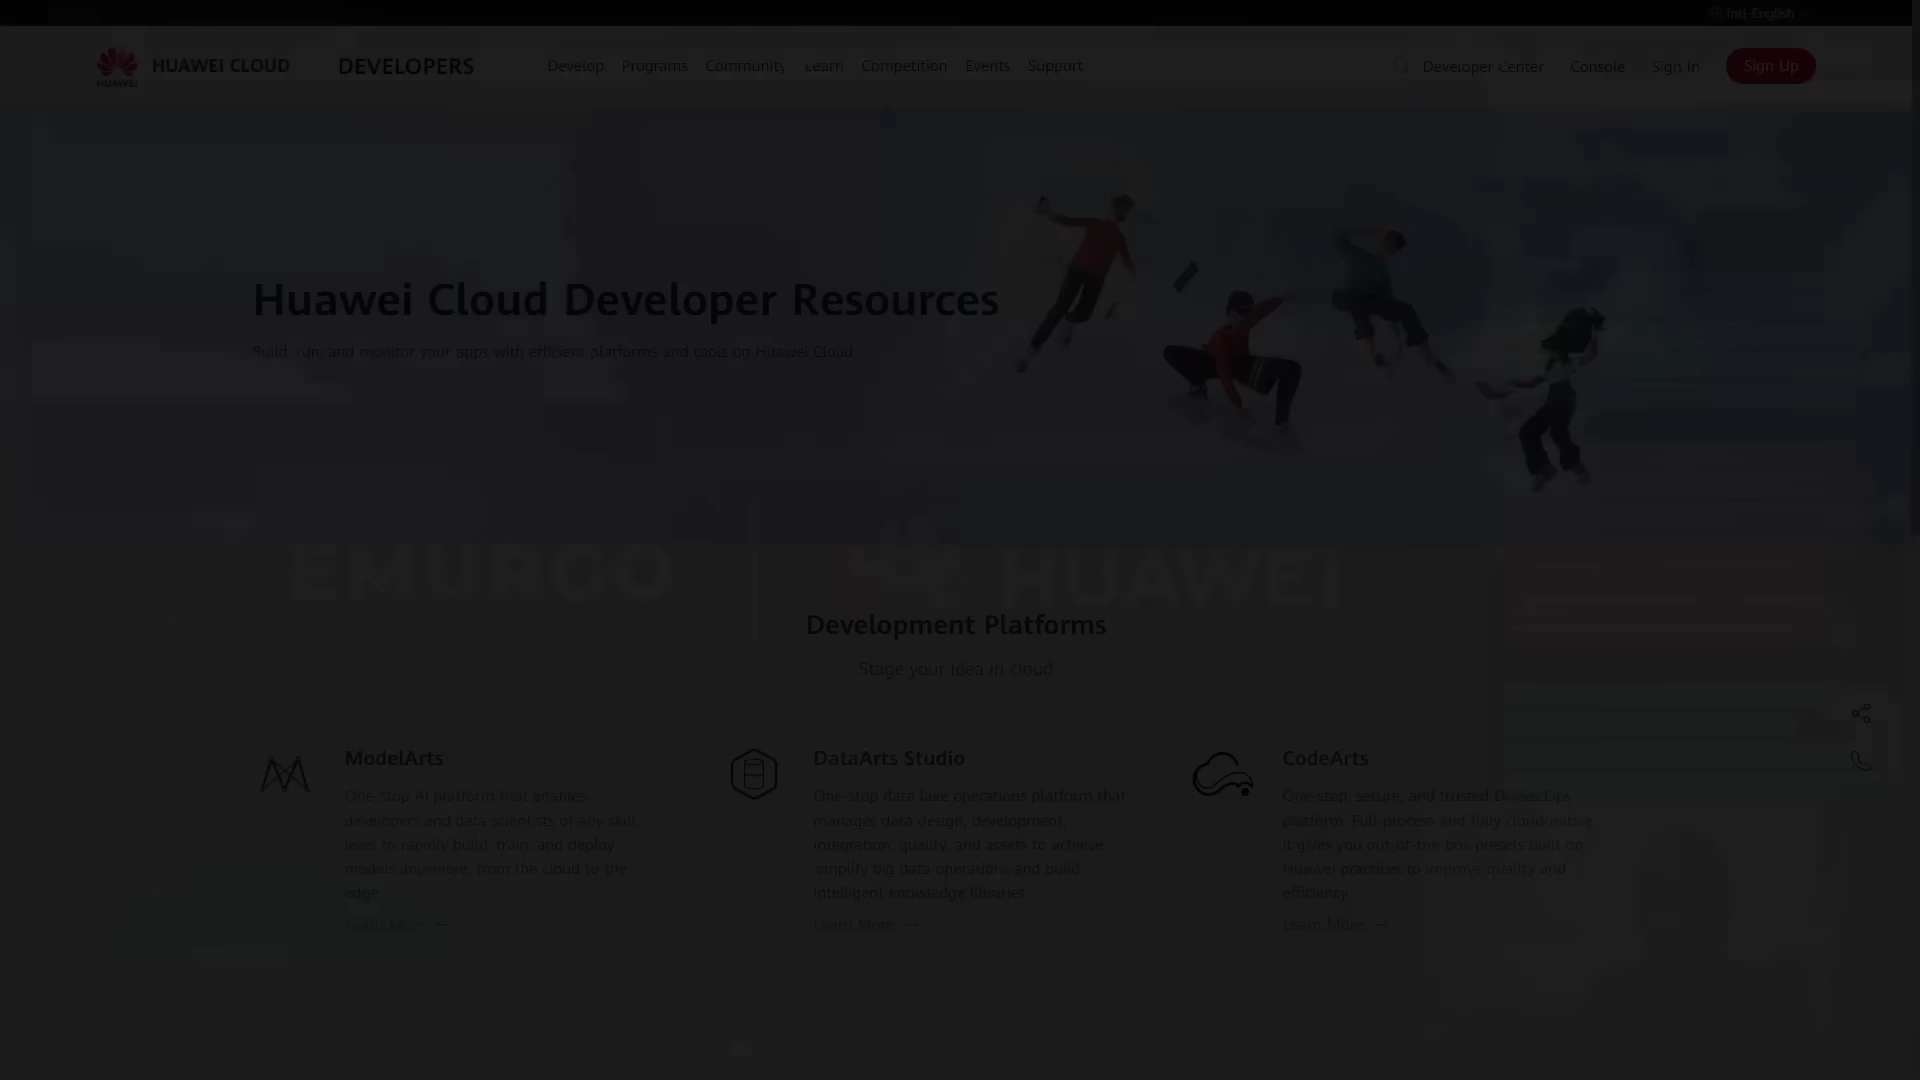 Intl-English
HUAWEI
HUAWEI CLOUD
DEVELOPERS
Develop Programs Community Learn Competition Events Support
Developer Center Console Sign In Sign Up
Huawei Cloud Developer Resources
Build, run, and monitor your apps with efficient platforms and tools on Huawei Cloud
EMURGO HUAWEI
Development Platforms
Stage your idea in cloud
ModelArts
One-stop AI platform that enables
developers and data scientists of any skill
level to rapidly build, train, and deploy
models anywhere, from the cloud to the
edge.
Learn More →
DataArts Studio
One-stop data lake operations platform that
manages data design, development,
integration, quality, and assets to achieve
simplify big data operations and build
intelligent knowledge libraries
Learn More →
CodeArts
One-stop, secure, and trusted DevSecOps
platform. Full-process and fully cloud-native.
It gives you out-of-the-box presets built on
Huawei practices to improve quality and
efficiency.
Learn More →